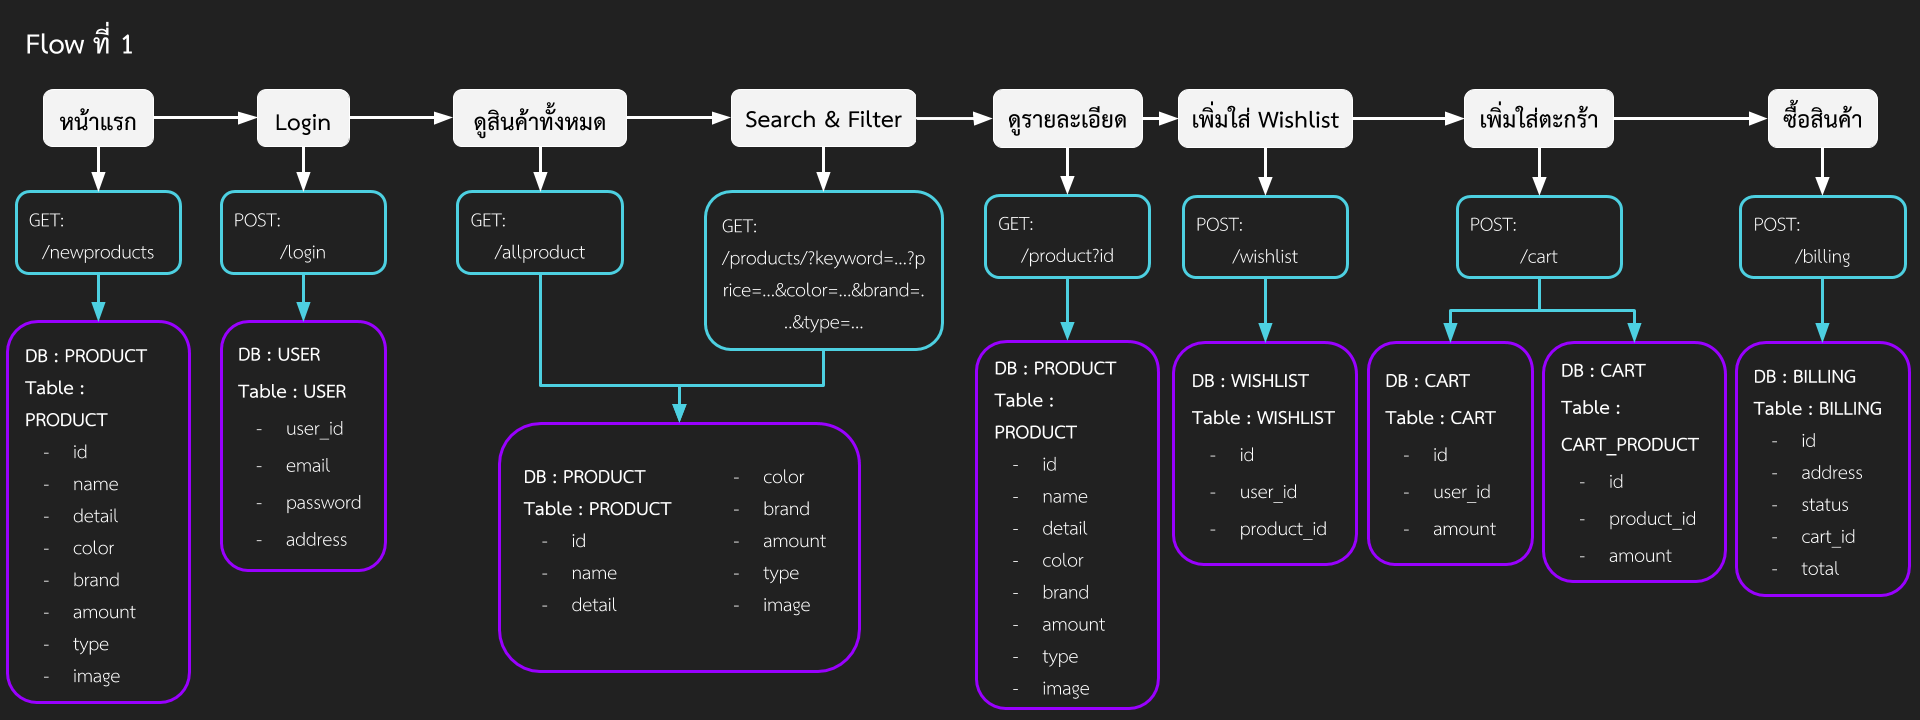 Flow ที่ 1
หน้าแรก
Login
ดูสินค้าทั้งหมด
Search & Filter
ดูรายละเอียด
เพิ่มใส่ Wishlist
เพิ่มใส่ตะกร้า
ซื้อสินค้า
GET:
/newproducts
POST:
/login
GET:
/allproduct
GET:
/products/?keyword=...?p
rice=...&color=...&brand=.
..&type=...
GET:
/product?id
POST:
/wishlist
POST:
/cart
POST:
/billing
DB : PRODUCT
Table :
PRODUCT
- id
- name
- detail
- color
- brand
- amount
- type
- image
DB : USER
Table : USER
- user_id
- email
- password
- address
DB : PRODUCT
Table : PRODUCT
- id
- name
- detail
- color
- brand
- amount
- type
- image
DB : PRODUCT
Table :
PRODUCT
- id
- name
- detail
- color
- brand
- amount
- type
- image
DB : WISHLIST
Table : WISHLIST
- id
- user_id
- product_id
DB : CART
Table : CART
- id
- user_id
- amount
DB : CART
Table :
CART_PRODUCT
- id
- product_id
- amount
DB : BILLING
Table : BILLING
- id
- address
- status
- cart_id
- total